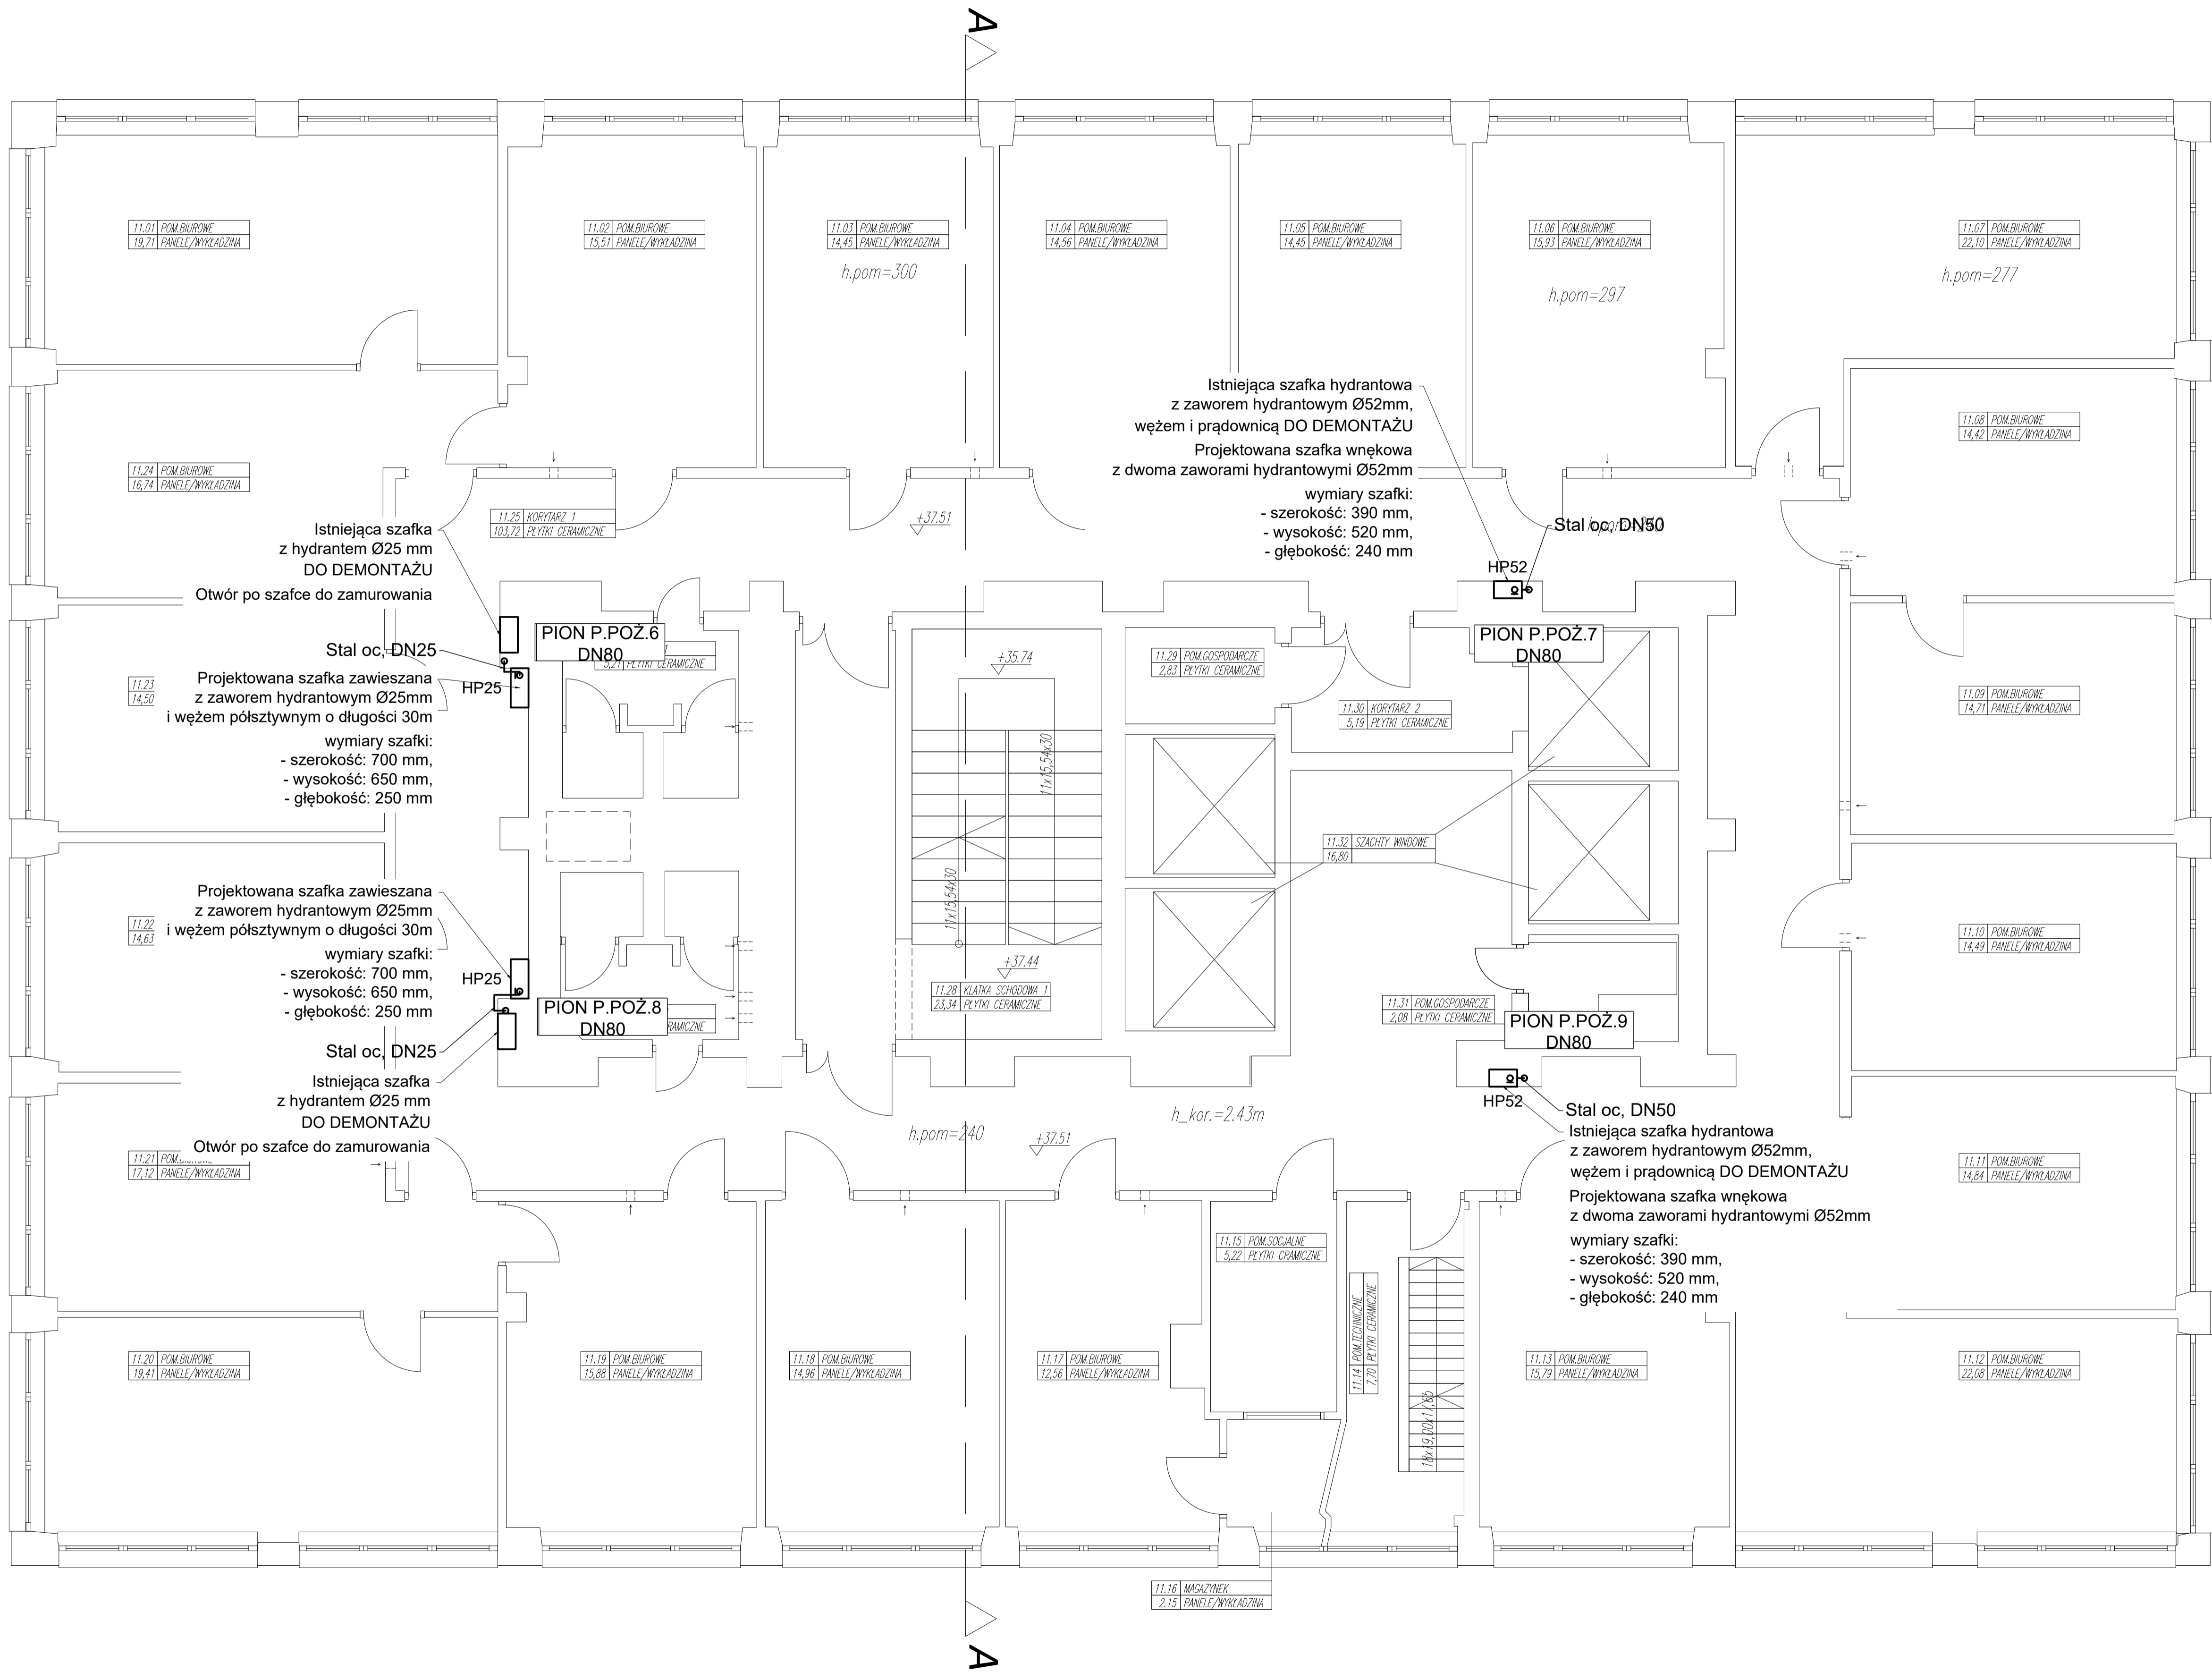 A
11.01 POM.BIUROWE
19,71 PANELE/WYKŁADZINA
11.02 POM.BIUROWE
15,51 PANELE/WYKŁADZINA
11.03 POM.BIUROWE
14,45 PANELE/WYKŁADZINA
h.pom=300
11.04 POM.BIUROWE
14,56 PANELE/WYKŁADZINA
11.05 POM.BIUROWE
14,45 PANELE/WYKŁADZINA
11.06 POM.BIUROWE
15,93 PANELE/WYKŁADZINA
h.pom=297
11.07 POM.BIUROWE
22,10 PANELE/WYKŁADZINA
h.pom=277
Istniejąca szafka hydrantowa
z zaworem hydrantowym Ø52mm,
wężem i prądownicą DO DEMONTAŻU
Projektowana szafka wnękowa
z dwoma zaworami hydrantowymi Ø52mm
wymiary szafki:
- szerokość: 390 mm,
- wysokość: 520 mm,
- głębokość: 240 mm
Stal oc, DN50
HP52
11.08 POM.BIUROWE
14,42 PANELE/WYKŁADZINA
11.24 POM.BIUROWE
16,74 PANELE/WYKŁADZINA
11.25 KORYTARZ 1
103,72 PŁYTKI CERAMICZNE
+37.51
Istniejąca szafka
z hydrantem Ø25 mm
DO DEMONTAŻU
Otwór po szafce do zamurowania
Stal oc, DN25
PION P.POŻ.6
DN80
5,21 PŁYTKI CERAMICZNE
11.23
14,50
Projektowana szafka zawieszana
z zaworem hydrantowym Ø25mm
i wężem półsztywnym o długości 30m
wymiary szafki:
- szerokość: 700 mm,
- wysokość: 650 mm,
- głębokość: 250 mm
HP25
+35.74
11x15,54x30
11x15,54x30
11.29 POM.GOSPODARCZE
2,83 PŁYTKI CERAMICZNE
11.30 KORYTARZ 2
5,19 PŁYTKI CERAMICZNE
PION P.POŻ.7
DN80
11.09 POM.BIUROWE
14,71 PANELE/WYKŁADZINA
11.32 SZACHTY WINDOWE
16,80
11.22
14,63
Projektowana szafka zawieszana
z zaworem hydrantowym Ø25mm
i wężem półsztywnym o długości 30m
wymiary szafki:
- szerokość: 700 mm,
- wysokość: 650 mm,
- głębokość: 250 mm
HP25
PION P.POŻ.8
DN80
RAMICZNE
Stal oc, DN25
Istniejąca szafka
z hydrantem Ø25 mm
DO DEMONTAŻU
Otwór po szafce do zamurowania
+37.44
11.28 KLATKA SCHODOWA 1
23,34 PŁYTKI CERAMICZNE
11.31 POM.GOSPODARCZE
2,08 PŁYTKI CERAMICZNE
PION P.POŻ.9
DN80
11.10 POM.BIUROWE
14,49 PANELE/WYKŁADZINA
HP52
Stal oc, DN50
Istniejąca szafka hydrantowa
z zaworem hydrantowym Ø52mm,
wężem i prądownicą DO DEMONTAŻU
Projektowana szafka wnękowa
z dwoma zaworami hydrantowymi Ø52mm
wymiary szafki:
- szerokość: 390 mm,
- wysokość: 520 mm,
- głębokość: 240 mm
h_kor.=2.43m
h.pom=240
+37.51
11.21 POM.
17,12 PANELE/WYKŁADZINA
11.11 POM.BIUROWE
14,84 PANELE/WYKŁADZINA
11.15 POM.SOCJALNE
5,22 PŁYTKI CRAMICZNE
11.14 POM.TECHNICZNE
7,70 PŁYTKI CERAMICZNE
18x19,00x17,65
11.20 POM.BIUROWE
19,41 PANELE/WYKŁADZINA
11.19 POM.BIUROWE
15,88 PANELE/WYKŁADZINA
11.18 POM.BIUROWE
14,96 PANELE/WYKŁADZINA
11.17 POM.BIUROWE
12,56 PANELE/WYKŁADZINA
11.13 POM.BIUROWE
15,79 PANELE/WYKŁADZINA
11.12 POM.BIUROWE
22,08 PANELE/WYKŁADZINA
11.16 MAGAZYNEK
2.15 PANELE/WYKŁADZINA
A